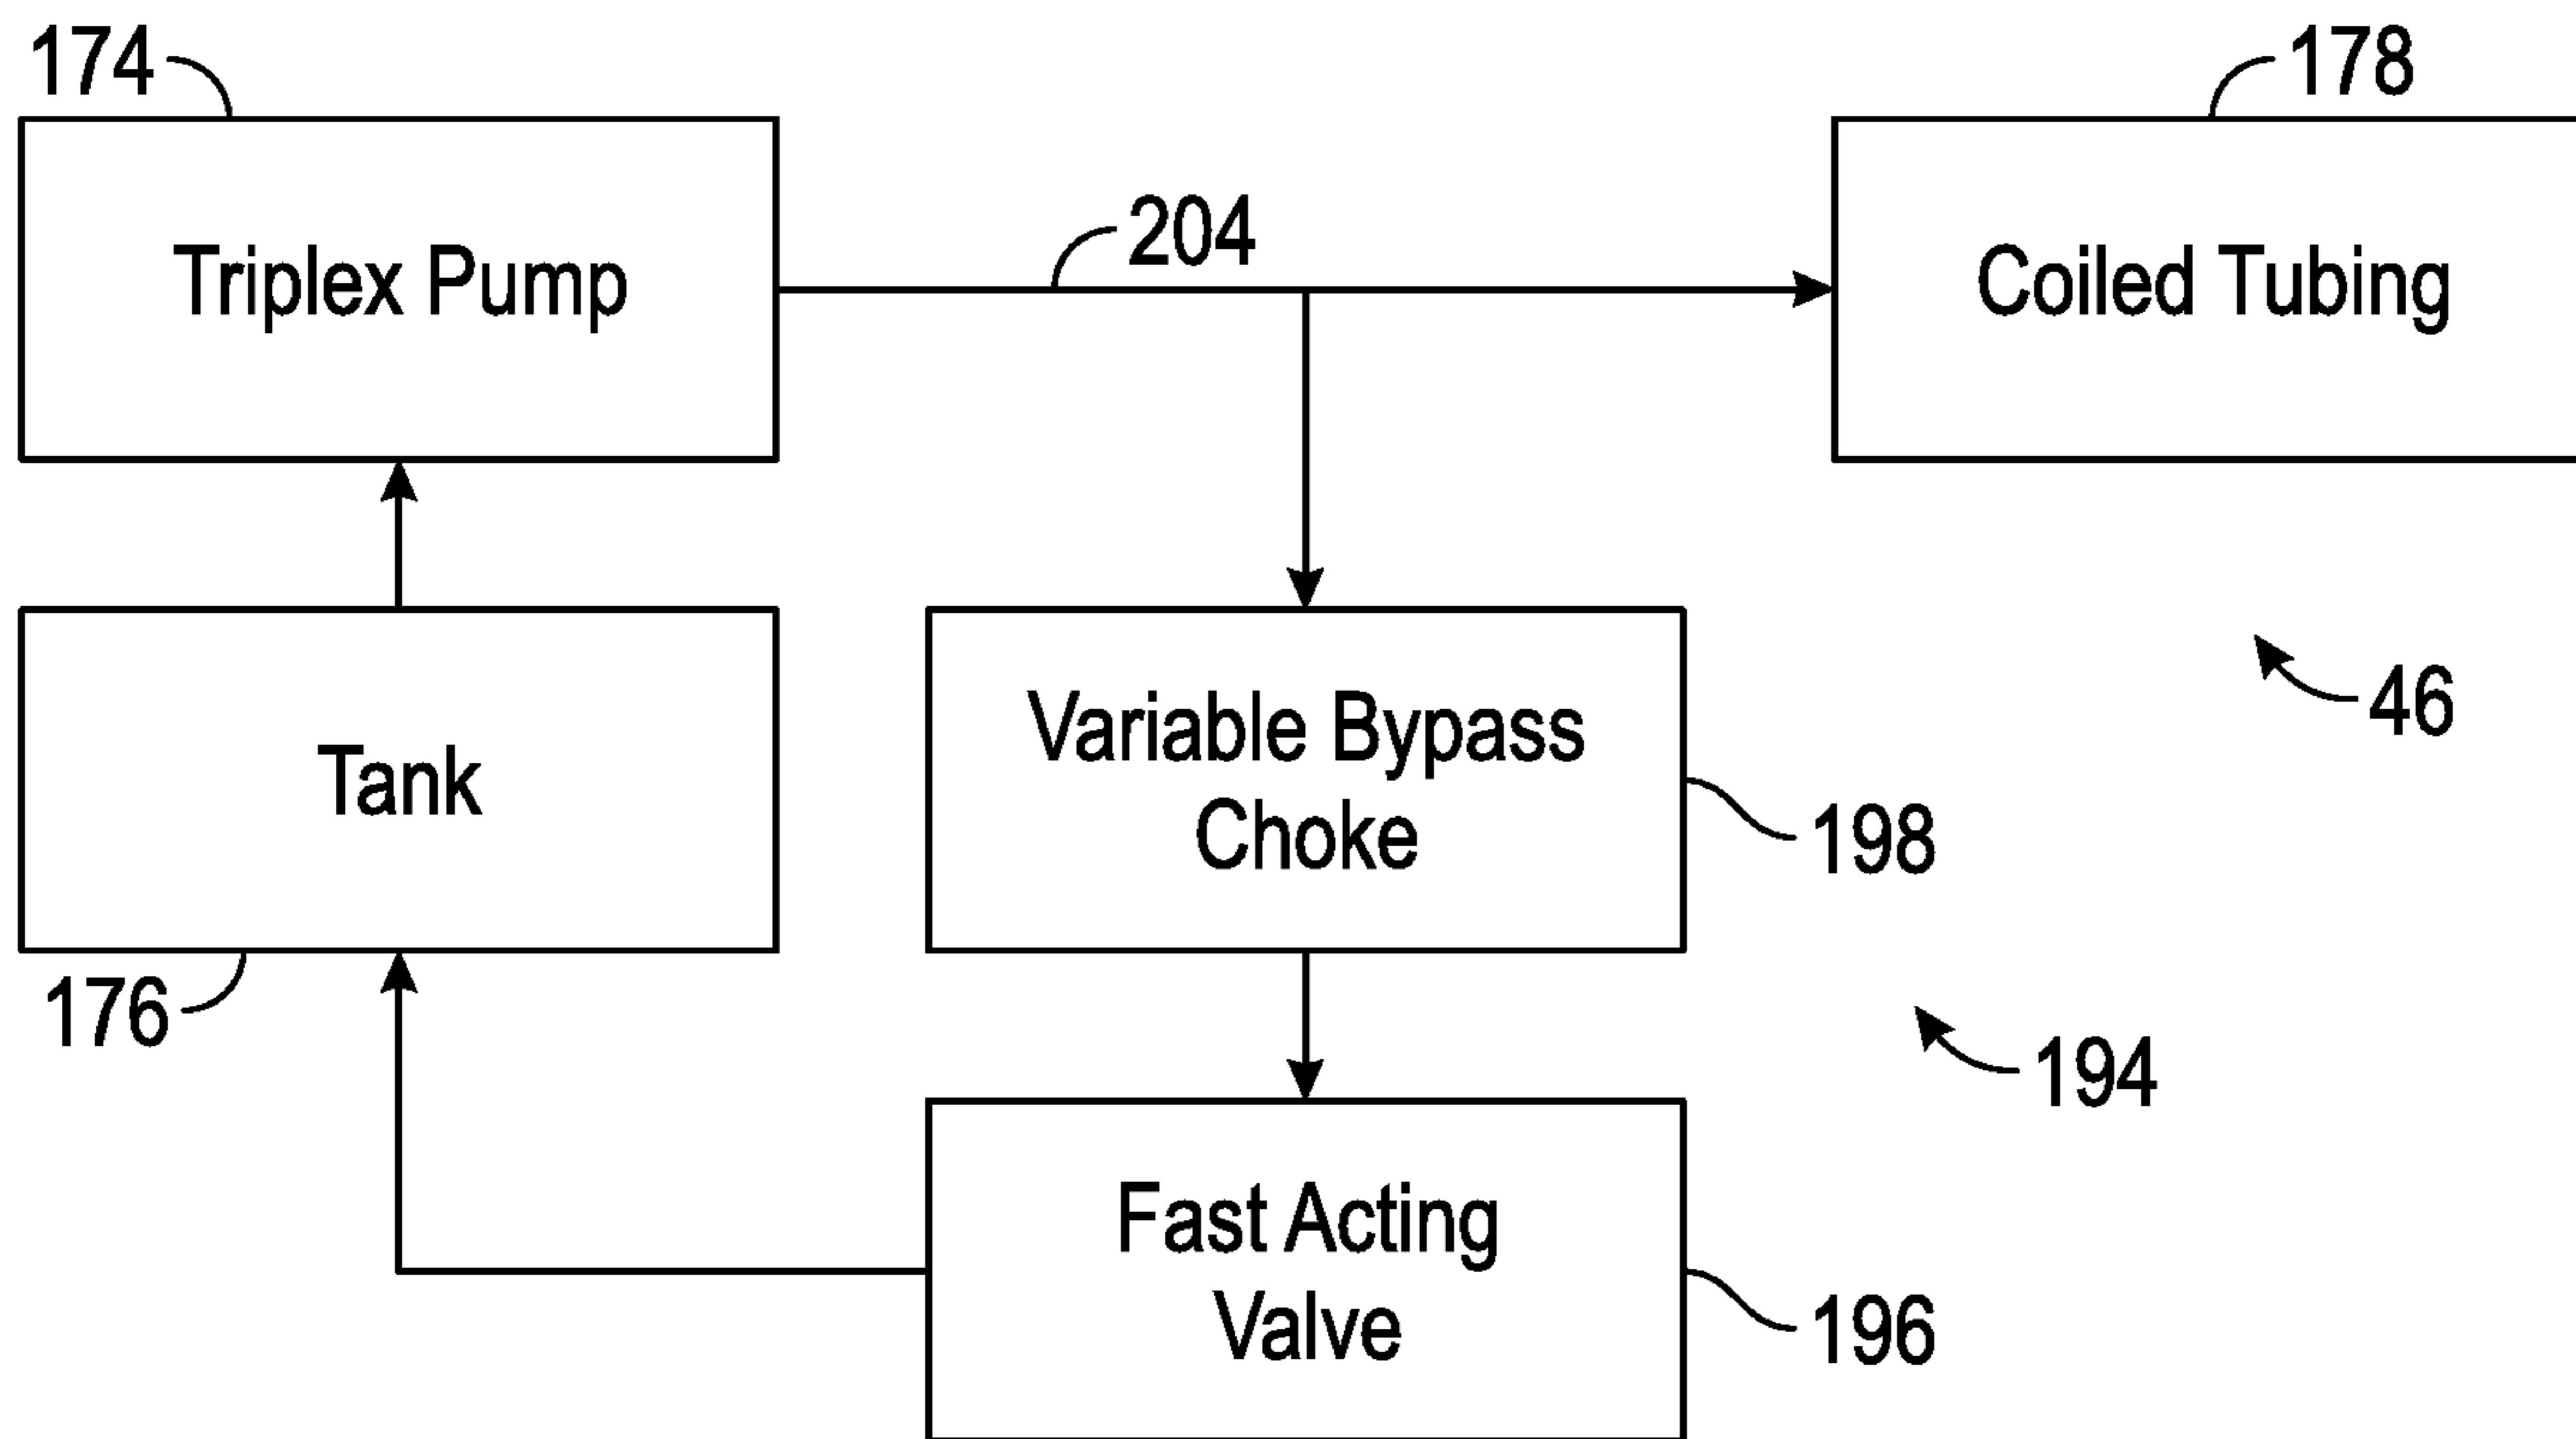 174
178
204
Triplex Pump
Coiled Tubing
46
Variable Bypass
Choke
Tank
198
176
194
Fast Acting
Valve
196